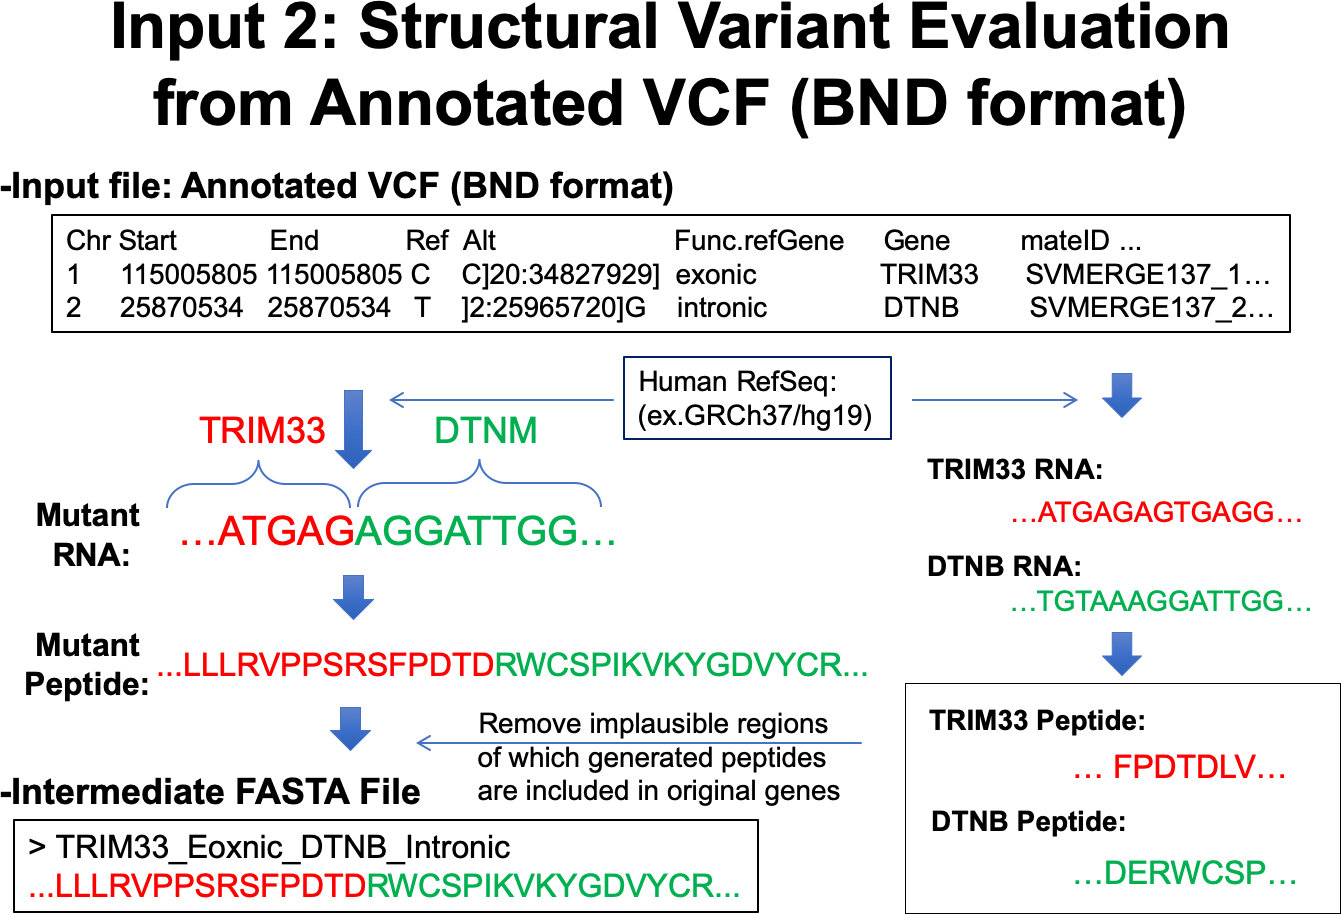 Input 2: Structural Variant Evaluation
from Annotated VCF (BND format)
-Input file: Annotated VCF (BND format)
Chr Start End Ref Alt Func.refGene Gene mateID ...
1 115005805 115005805 C C]20:34827929] exonic TRIM33 SVMERGE137_1...
2 25870534 25870534 T ]2:25965720]G intronic DTNB SVMERGE137_2...
Human RefSeq:
(ex.GRCh37/hg19)
TRIM33 DTNM
Mutant
RNA:
...ATGAGAGGATTGG...
Mutant
Peptide:
...LLLRVPPSRSFPDTDRWCSPIKVKYGDVYCR...
TRIM33 RNA:
...ATGAGAGTGAGG...
DTNB RNA:
...TGTAAAGGATTGG...
Remove implausible regions
of which generated peptides
are included in original genes
TRIM33 Peptide:
... FPDTDLV...
DTNB Peptide:
...DERWCSP...
-Intermediate FASTA File
> TRIM33_Eoxnic_DTNB_Intronic
...LLLRVPPSRSFPDTDRWCSPIKVKYGDVYCR...